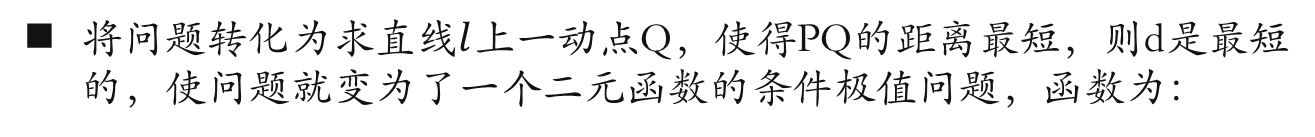 ■ 将问题转化为求直线l上一动点Q，使得PQ的距离最短，则d是最短
的，使问题就变为了一个二元函数的条件极值问题，函数为：